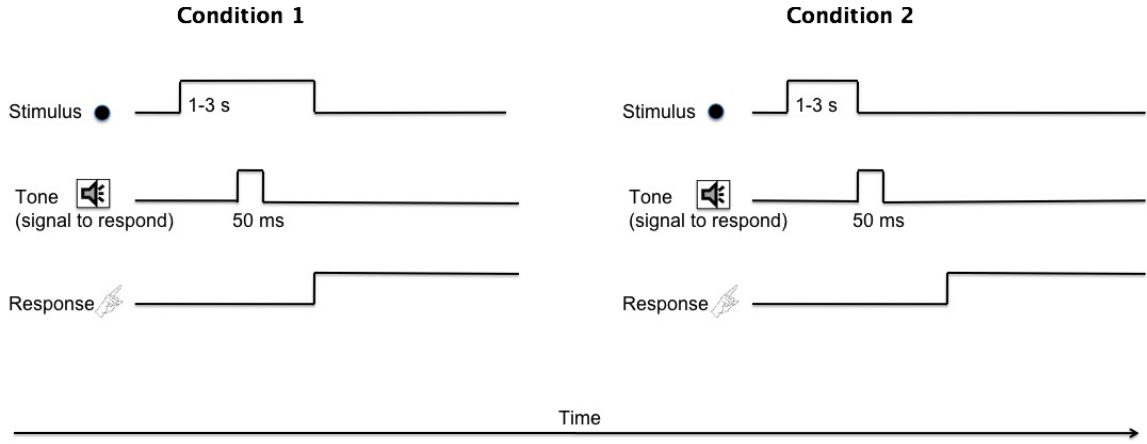 Condition 1
Condition 2
Stimulus
1-3 s
Stimulus
1-3 s
Tone
(signal to respond)
50 ms
Tone
(signal to respond)
50 ms
Response
Response
Time